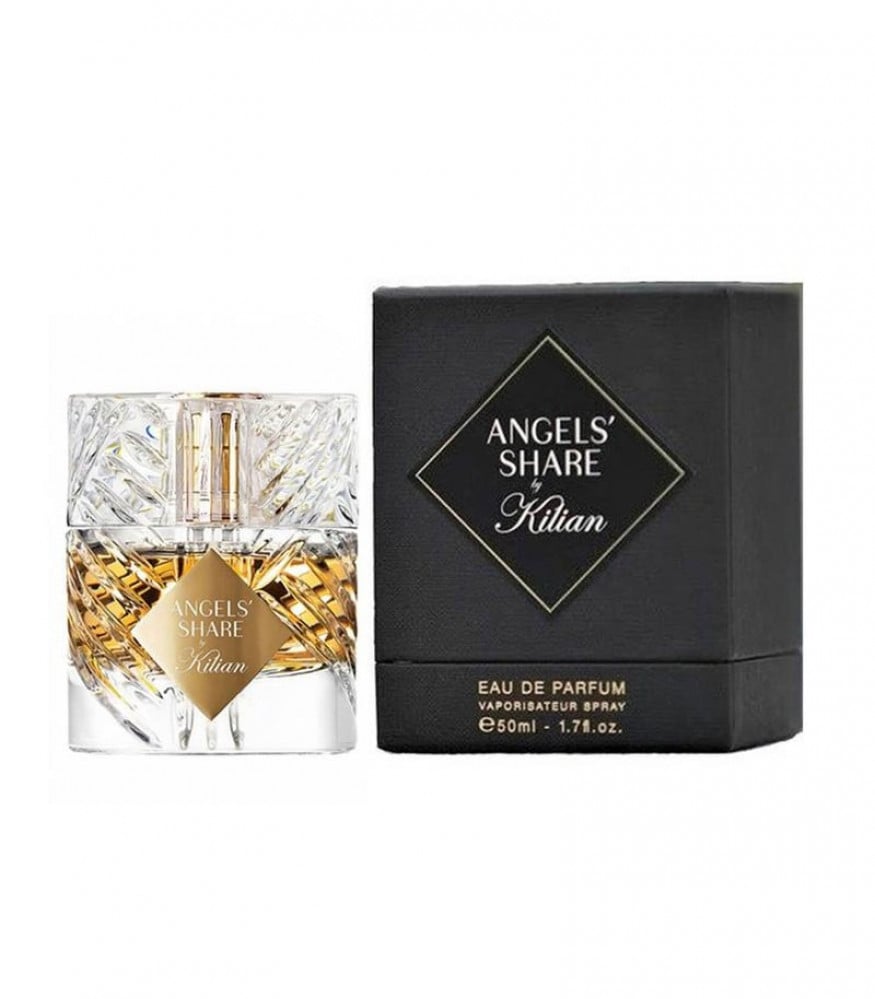 ANGELS'
SHARE
by
Kilian
ANGELS'
SHARE
by
Kilian
EAU DE PARFUM
VAPORISATEUR SPRAY
℮50ml - 1.7fl.oz.